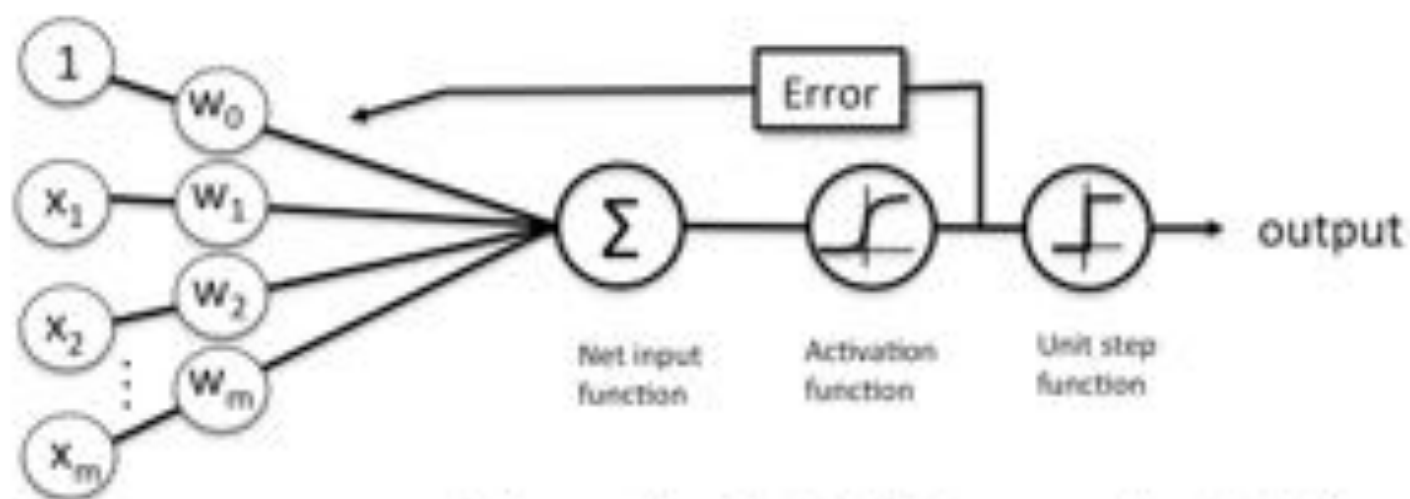 1
w0
Error
x1
w1
Σ
output
x2
w2
Net input
function
Activation
function
Unit step
function
wm
xm